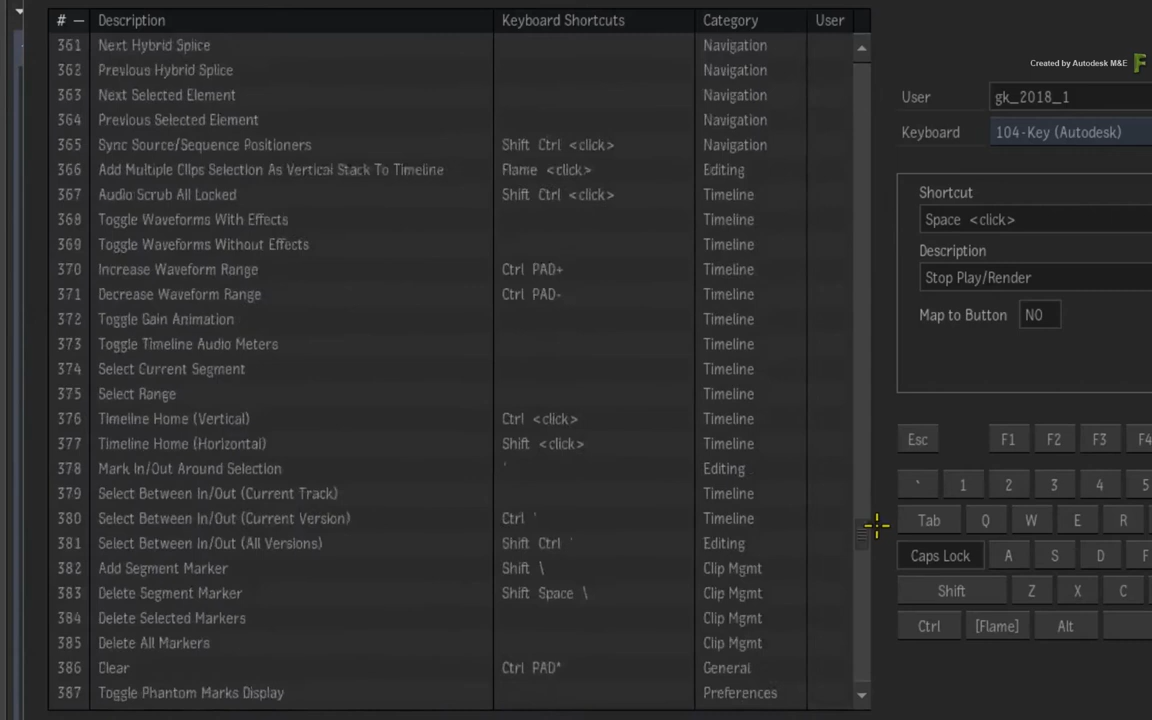 # — Description Keyboard Shortcuts Category User
361 Next Hybrid Splice Navigation
362 Previous Hybrid Splice Navigation
363 Next Selected Element Navigation
364 Previous Selected Element Navigation
365 Sync Source/Sequence Positioners Shift Ctrl <click> Navigation
366 Add Multiple Clips Selection As Vertical Stack To Timeline Flame <click> Editing
367 Audio Scrub All Locked Shift Ctrl <click> Timeline
368 Toggle Waveforms With Effects Timeline
369 Toggle Waveforms Without Effects Timeline
370 Increase Waveform Range Ctrl PAD+ Timeline
371 Decrease Waveform Range Ctrl PAD- Timeline
372 Toggle Gain Animation Timeline
373 Toggle Timeline Audio Meters Timeline
374 Select Current Segment Timeline
375 Select Range Timeline
376 Timeline Home (Vertical) Ctrl <click> Timeline
377 Timeline Home (Horizontal) Shift <click> Timeline
378 Mark In/Out Around Selection ' Editing
379 Select Between In/Out (Current Track) Timeline
380 Select Between In/Out (Current Version) Ctrl ' Timeline
381 Select Between In/Out (All Versions) Shift Ctrl ' Editing
382 Add Segment Marker Shift \ Clip Mgmt
383 Delete Segment Marker Shift Space \ Clip Mgmt
384 Delete Selected Markers Clip Mgmt
385 Delete All Markers Clip Mgmt
386 Clear Ctrl PAD* General
387 Toggle Phantom Marks Display Preferences
Created by Autodesk M&E F
User gk_2018_1
Keyboard 104-Key (Autodesk)
Shortcut
Space <click>
Description
Stop Play/Render
Map to Button NO
Esc F1 F2 F3 F4
` 1 2 3 4 5
Tab Q W E R
Caps Lock A S D F
Shift Z X C
Ctrl [Flame] Alt